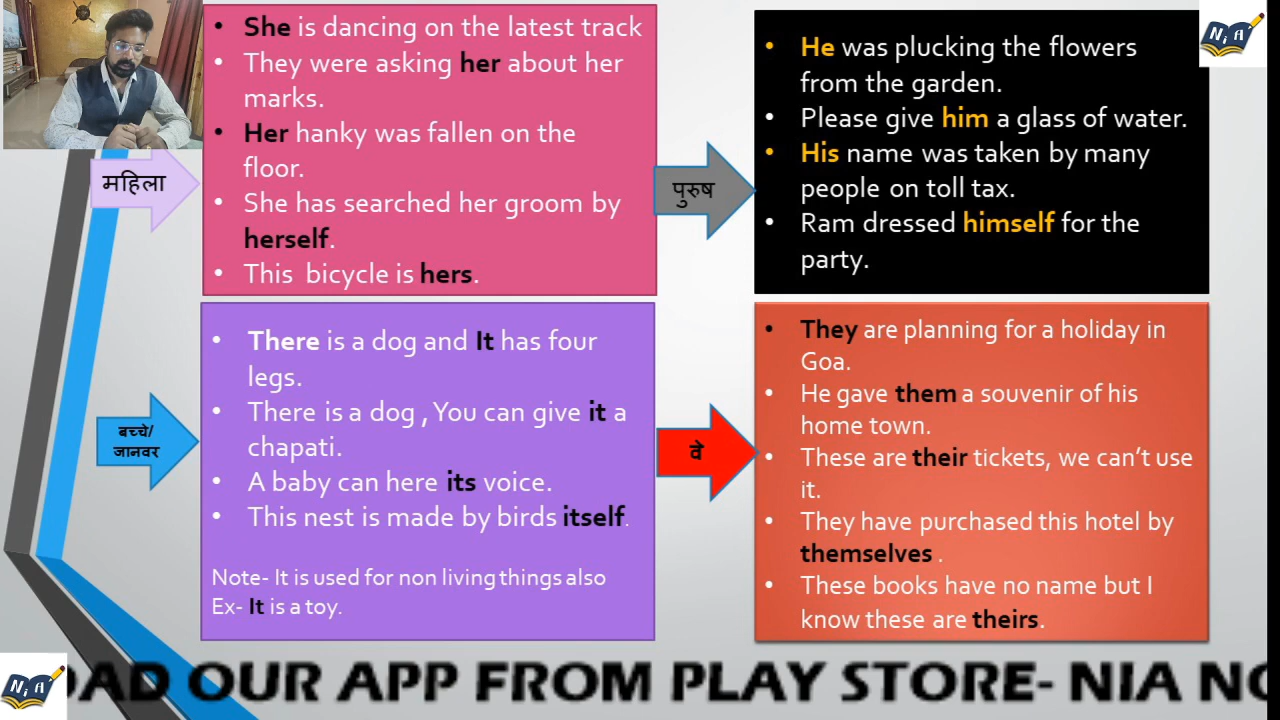 She is dancing on the latest track
They were asking her about her
marks.
Her hanky was fallen on the
floor.
She has searched her groom by
herself.
This bicycle is hers.
महिला
He was plucking the flowers
from the garden.
Please give him a glass of water.
His name was taken by many
people on toll tax.
Ram dressed himself for the
party.
पुरुष
NiA
There is a dog and It has four
legs.
There is a dog , You can give it a
chapati.
A baby can here its voice.
This nest is made by birds itself.
Note- It is used for non living things also
Ex- It is a toy.
बच्चे/
जानवर
They are planning for a holiday in
Goa.
He gave them a souvenir of his
home town.
These are their tickets, we can’t use
it.
They have purchased this hotel by
themselves .
These books have no name but I
know these are theirs.
वे
NiA
OAD OUR APP FROM PLAY STORE- NIA NO